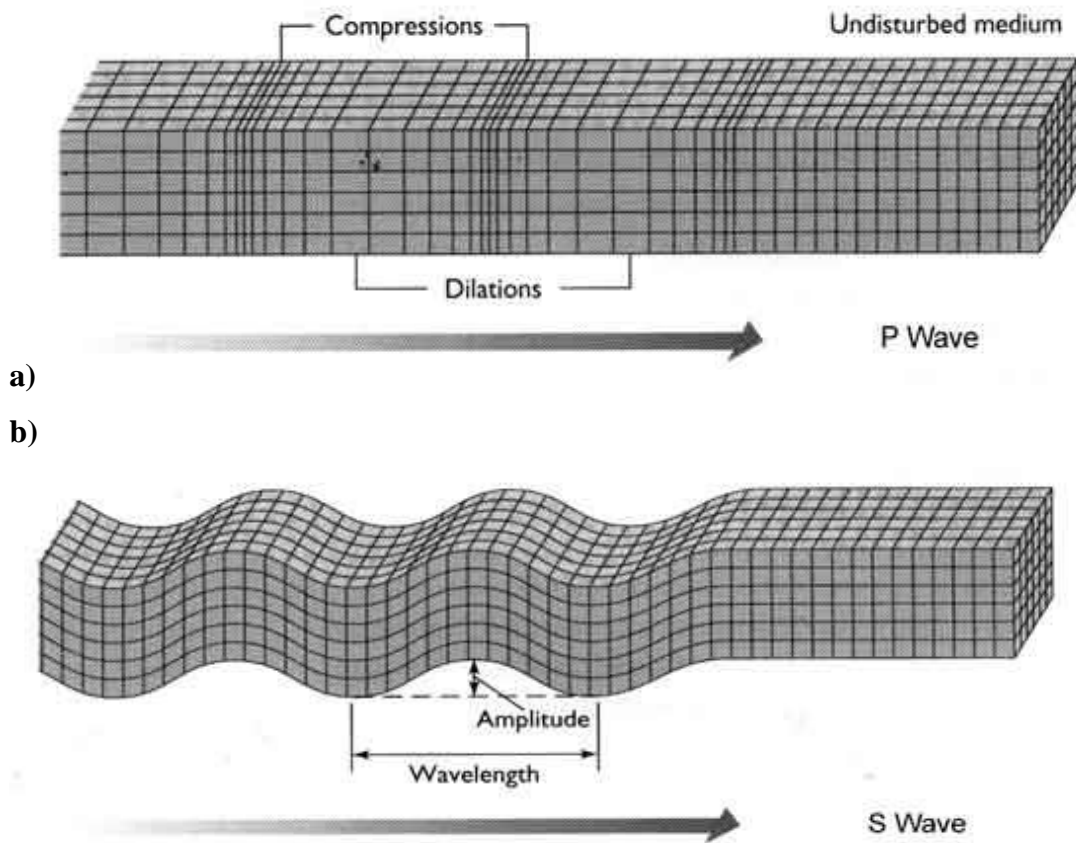 Compressions
Undisturbed medium
Dilations
P Wave
a)
b)
Amplitude
Wavelength
S Wave